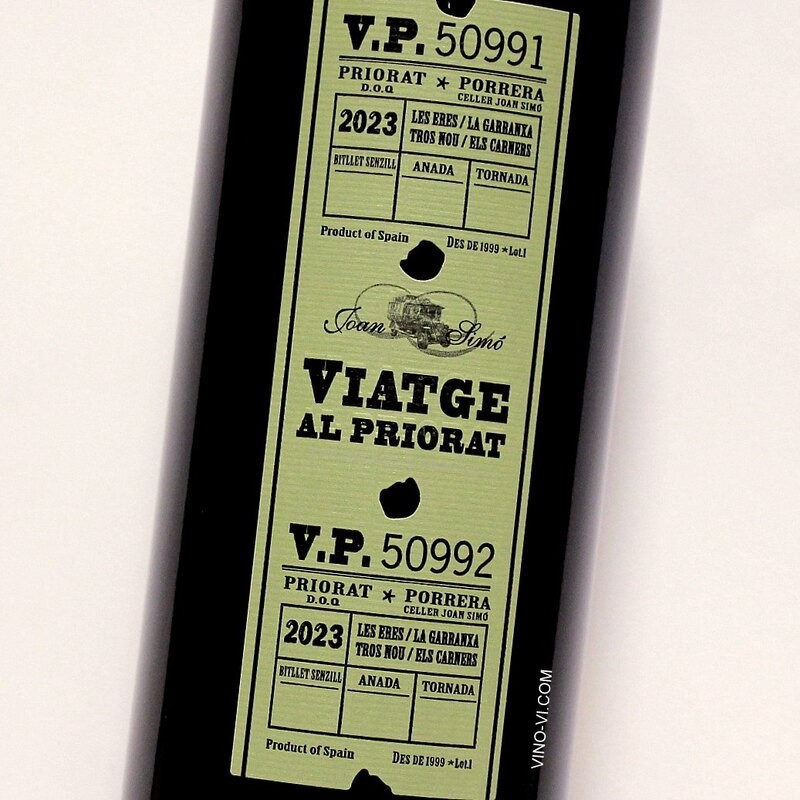 V.P. 50991
PRIORAT ★ PORRERA
D.O.Q CELLER JOAN SIMÓ
2023 LES ERES / LA GARRANXA
TROS NOU / ELS CARNERS
BITLLET SENZILL ANADA TORNADA
Product of Spain DES DE 1999 ★ Lot.1
Joan Simó
VIATGE
AL PRIORAT
V.P. 50992
PRIORAT ★ PORRERA
D.O.Q CELLER JOAN SIMÓ
2023 LES ERES / LA GARRANXA
TROS NOU / ELS CARNERS
BITLLET SENZILL ANADA TORNADA
Product of Spain DES DE 1999 ★ Lot.1
VINO-VI.COM